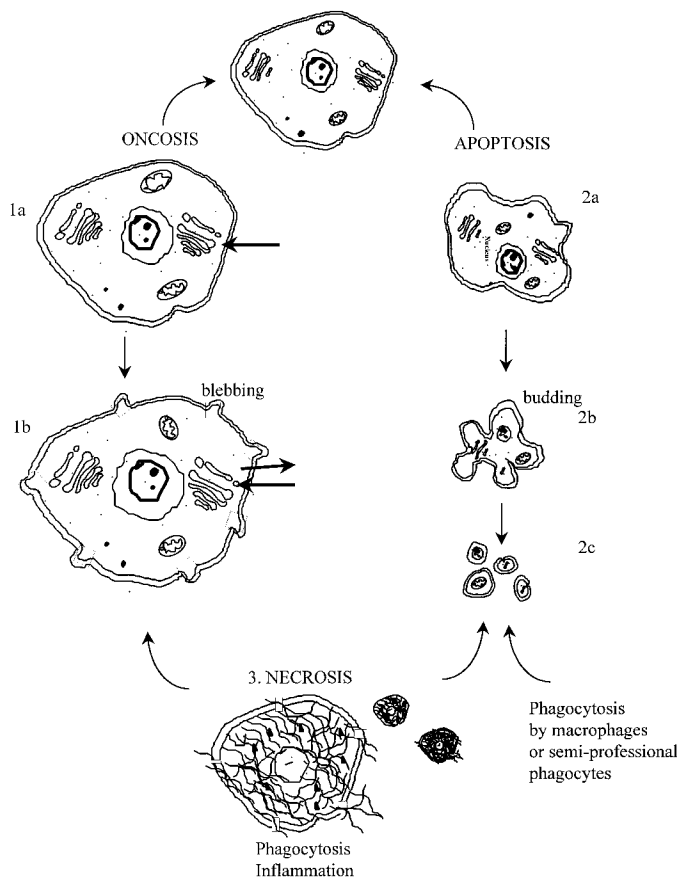 ONCOSIS
APOPTOSIS
1a
2a
Nucleus
blebbing
budding
1b
2b
2c
3. NECROSIS
Phagocytosis
by macrophages
or semi-professional
phagocytes
Phagocytosis
Inflammation